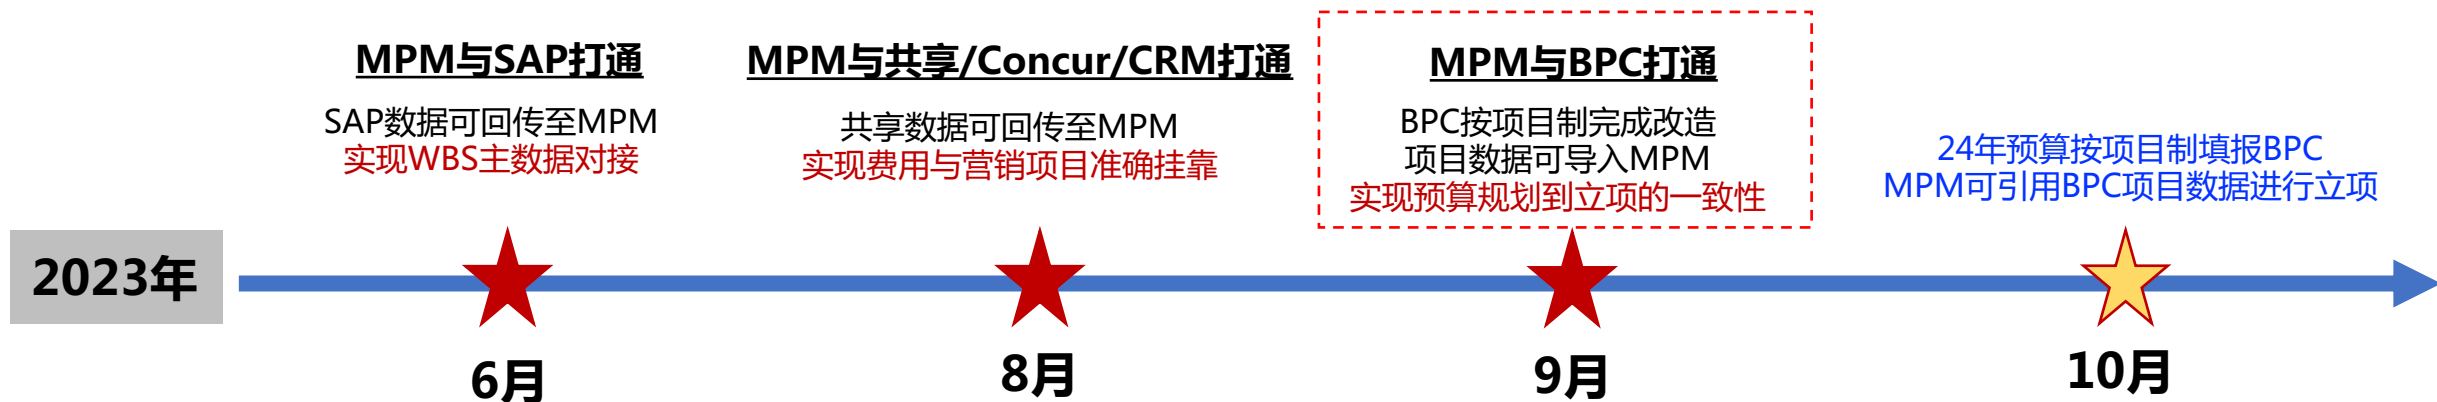 MPM与SAP打通
SAP数据可回传至MPM
实现WBS主数据对接
MPM与共享/Concur/CRM打通
共享数据可回传至MPM
实现费用与营销项目准确挂靠
MPM与BPC打通
BPC按项目制完成改造
项目数据可导入MPM
实现预算规划到立项的一致性
24年预算按项目制填报BPC
MPM可引用BPC项目数据进行立项
2023年
6月
8月
9月
10月